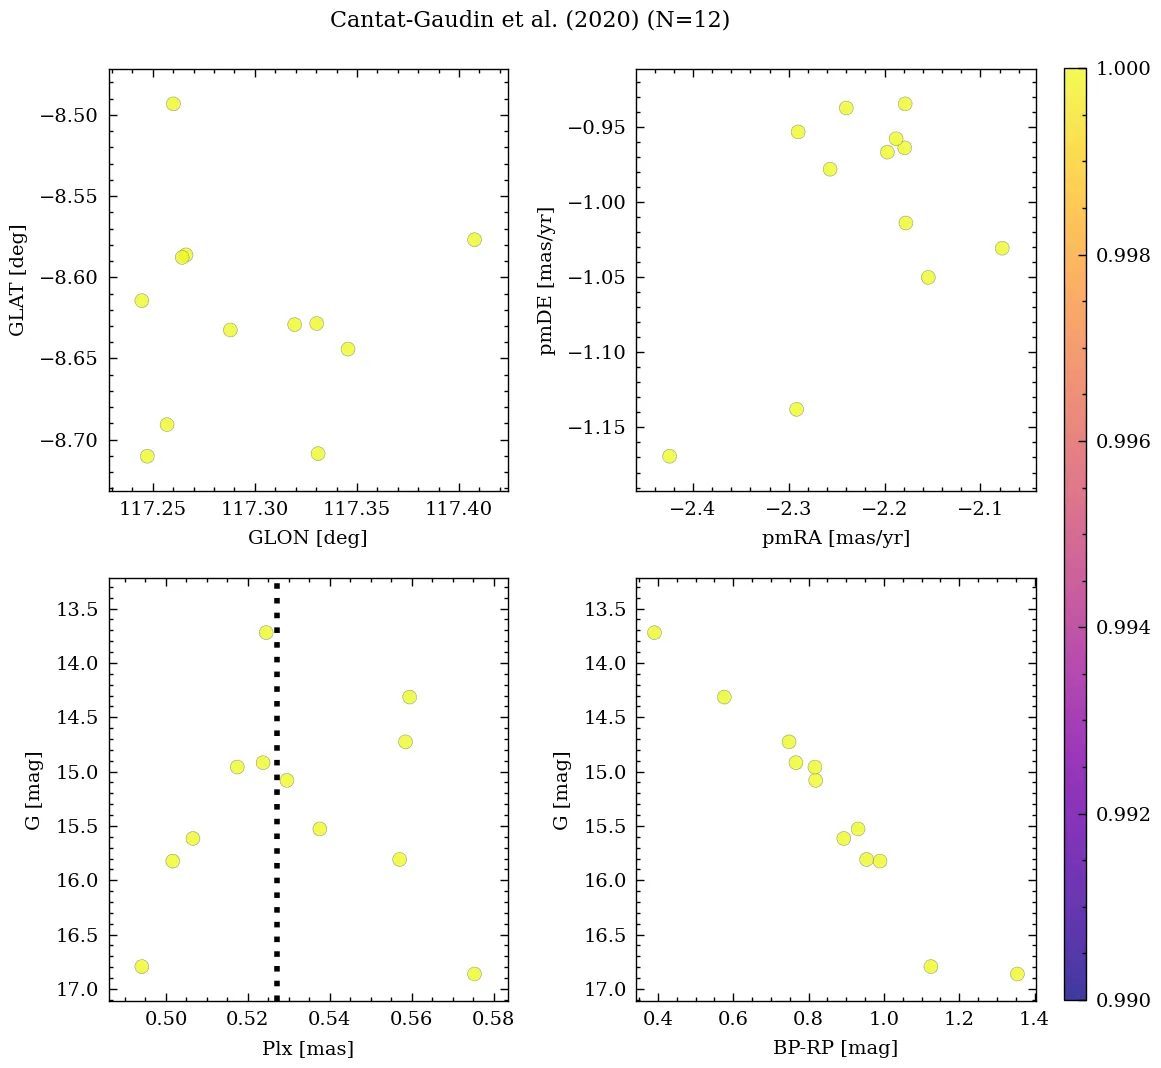 Cantat-Gaudin et al. (2020) (N=12)
−8.50
−8.55
−8.60
−8.65
−8.70
GLAT [deg]
117.25 117.30 117.35 117.40
GLON [deg]
−0.95
−1.00
−1.05
−1.10
−1.15
pmDE [mas/yr]
−2.4 −2.3 −2.2 −2.1
pmRA [mas/yr]
13.5
14.0
14.5
15.0
15.5
16.0
16.5
17.0
G [mag]
0.50 0.52 0.54 0.56 0.58
Plx [mas]
13.5
14.0
14.5
15.0
15.5
16.0
16.5
17.0
G [mag]
0.4 0.6 0.8 1.0 1.2 1.4
BP-RP [mag]
1.000
0.998
0.996
0.994
0.992
0.990